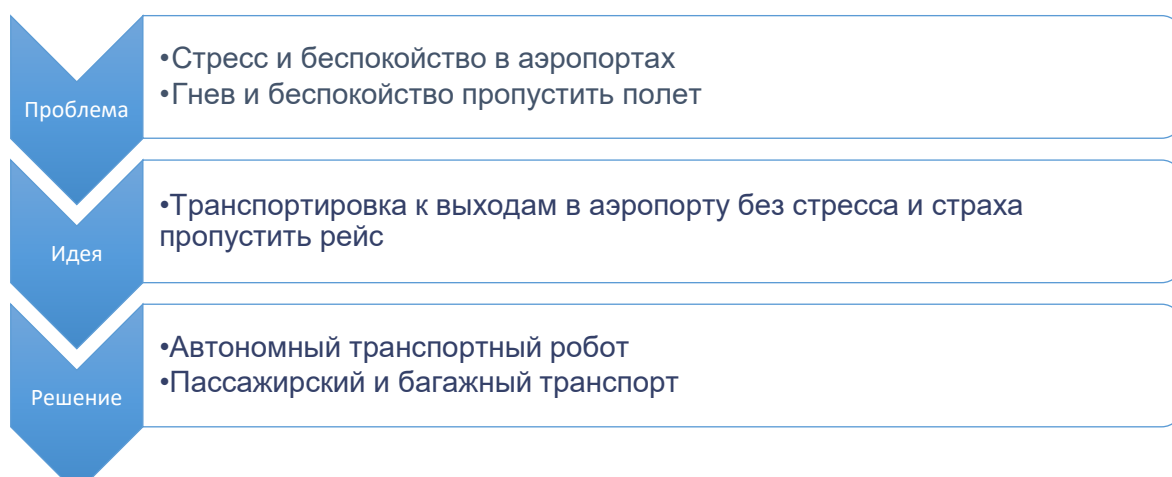 Проблема
•Стресс и беспокойство в аэропортах
•Гнев и беспокойство пропустить полет
Идея
•Транспортировка к выходам в аэропорту без стресса и страха
пропустить рейс
Решение
•Автономный транспортный робот
•Пассажирский и багажный транспорт